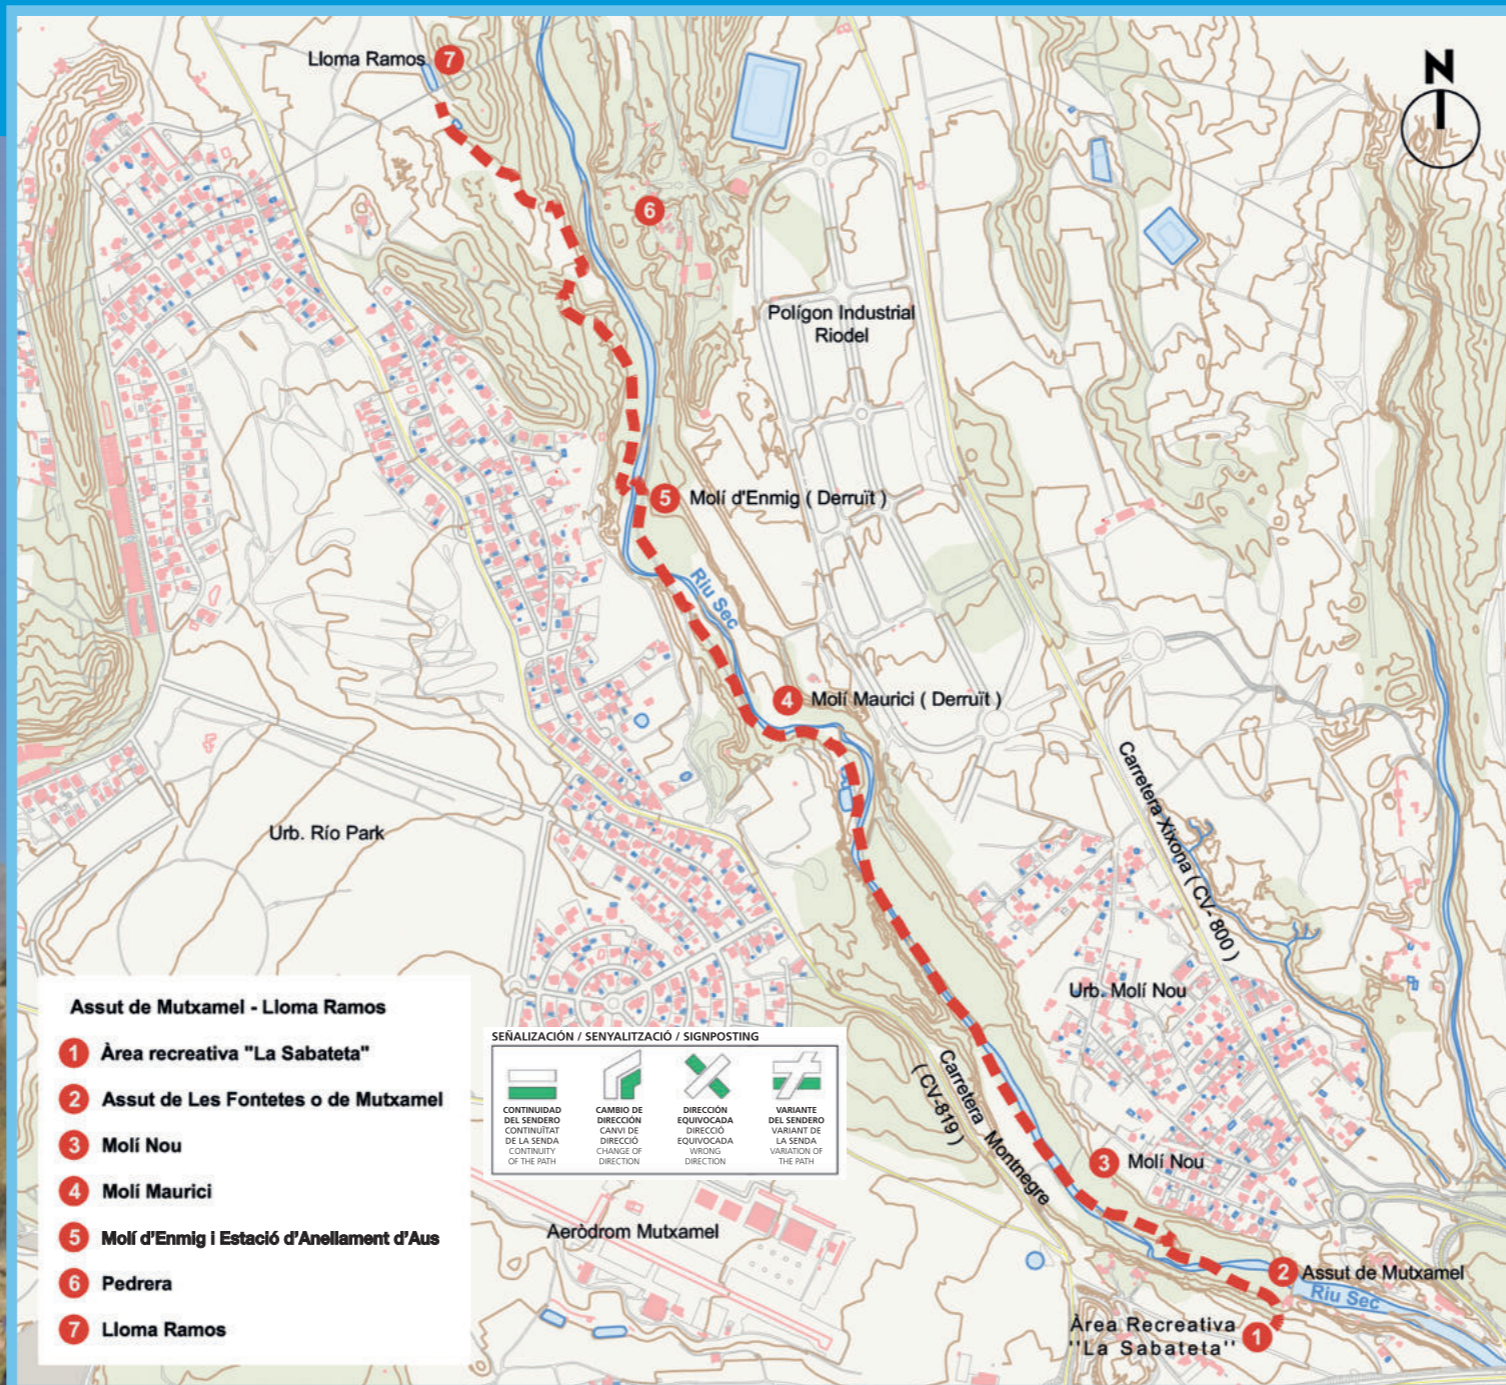 N
Lloma Ramos
7
6
Polígon Industrial
Riodel
5
Molí d'Enmig ( Derruït )
Riu Sec
4
Molí Maurici ( Derruït )
Carretera Xixona ( CV- 800 )
Urb. Río Park
Urb. Molí Nou
Carretera Montnegre
( CV-819 )
3
Molí Nou
Aeròdrom Mutxamel
2
Assut de Mutxamel
Riu Sec
Àrea Recreativa
''La Sabateta''
1
Assut de Mutxamel - Lloma Ramos
1 Àrea recreativa "La Sabateta"
2 Assut de Les Fontetes o de Mutxamel
3 Molí Nou
4 Molí Maurici
5 Molí d'Enmig i Estació d'Anellament d'Aus
6 Pedrera
7 Lloma Ramos
SEÑALIZACIÓN / SENYALITZACIÓ / SIGNPOSTING
CONTINUIDAD
DEL SENDERO
CONTINUÏTAT
DE LA SENDA
CONTINUITY
OF THE PATH
CAMBIO DE
DIRECCIÓN
CANVI DE
DIRECCIÓ
CHANGE OF
DIRECTION
DIRECCIÓN
EQUIVOCADA
DIRECCIÓ
EQUIVOCADA
WRONG
DIRECTION
VARIANTE
DEL SENDERO
VARIANT DE
LA SENDA
VARIATION OF
THE PATH